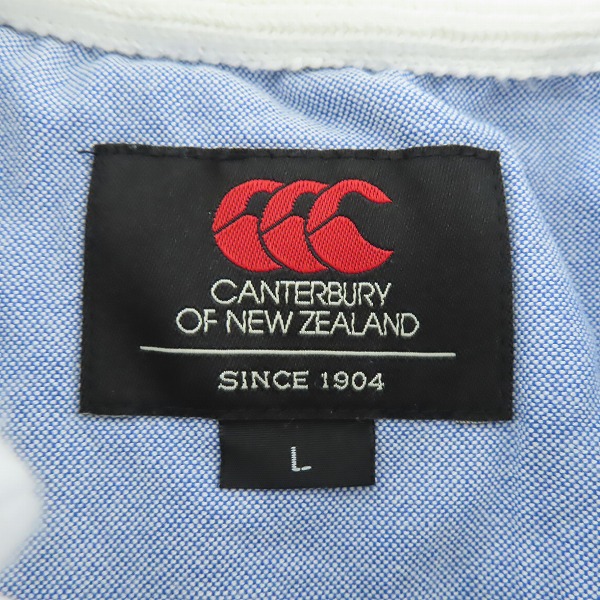 CANTERBURY
OF NEW ZEALAND
SINCE 1904
L